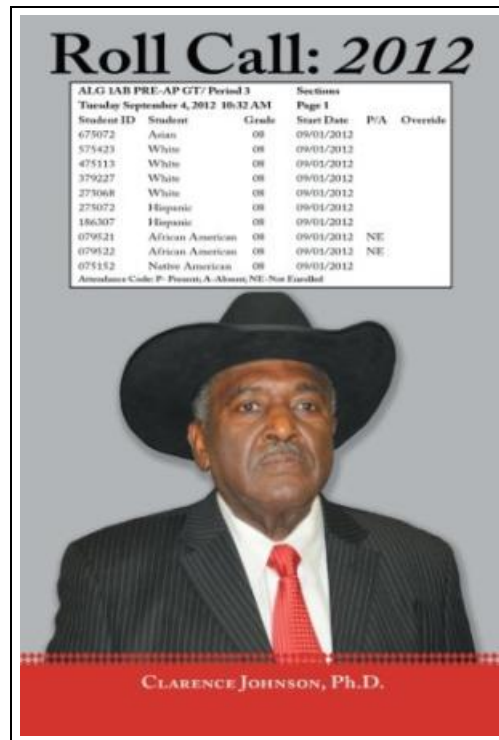 Roll Call: 2012
ALG 1AB PRE-AP GT/ Period 3 Sections
Tuesday September 4, 2012 10:32 AM Page 1
Student ID Student Grade Start Date P/A Override
675072 Asian 08 09/01/2012
575423 White 08 09/01/2012
475113 White 08 09/01/2012
379227 White 08 09/01/2012
273068 White 08 09/01/2012
275072 Hispanic 08 09/01/2012
186307 Hispanic 08 09/01/2012
079521 African American 08 09/01/2012 NE
079522 African American 08 09/01/2012 NE
075152 Native American 08 09/01/2012
Attendance Code: P- Present; A-Absent; NE-Not Enrolled
CLARENCE JOHNSON, Ph.D.